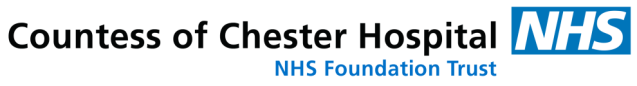 Countess of Chester Hospital NHS
NHS Foundation Trust